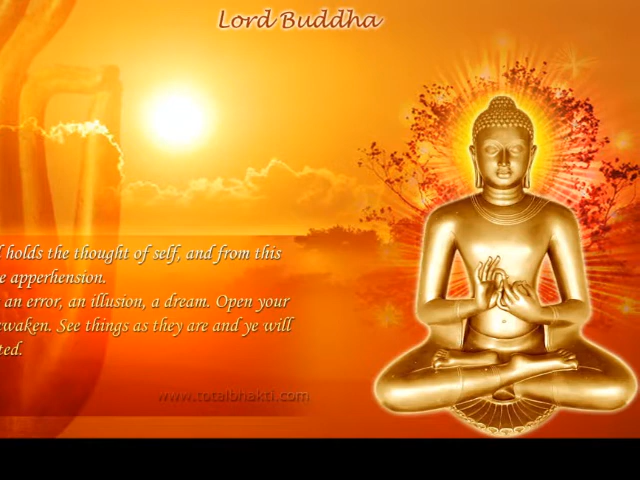 Lord Buddha
holds the thought of self, and from this
apperhension.
an error, an illusion, a dream. Open your
waken. See things as they are and ye will
ted.
www.totalbhakti.com